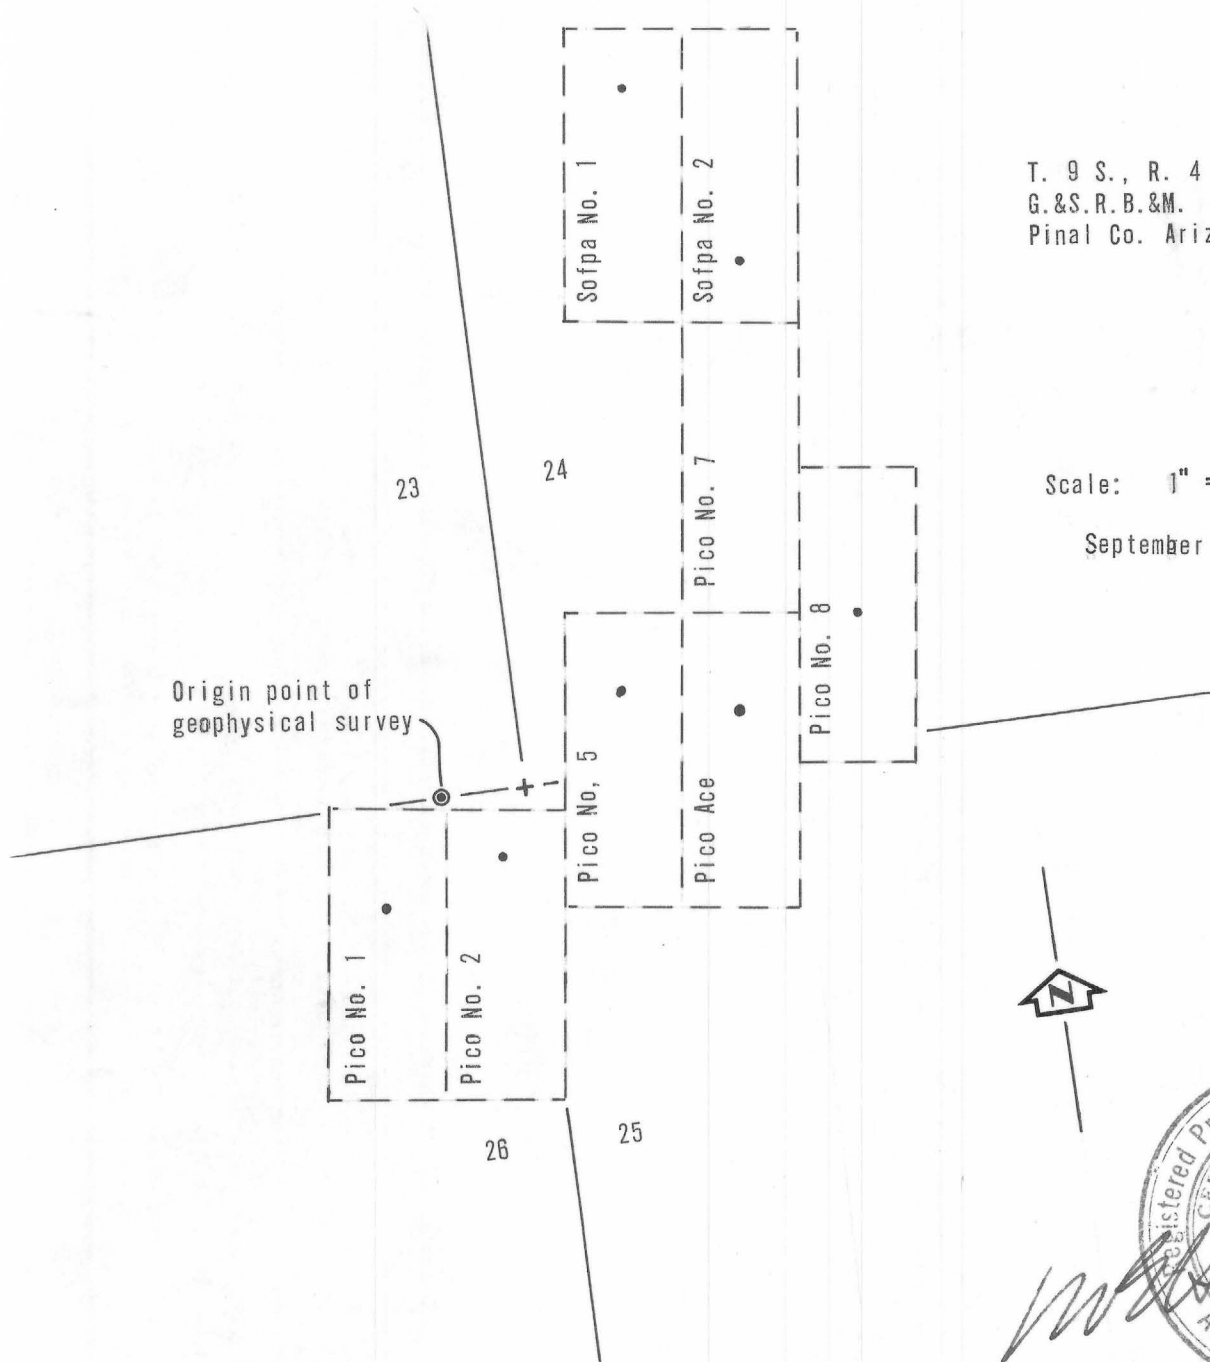 Sofpa No. 1
Sofpa No. 2
T. 9 S., R. 4
G.&S.R.B.&M.
Pinal Co. Ariz
23
24
Pico No. 7
Scale: 1" =
September
Pico No. 8
Origin point of
geophysical survey
Pico No, 5
Pico Ace
Pico No. 1
Pico No. 2
N
26
25
Registered